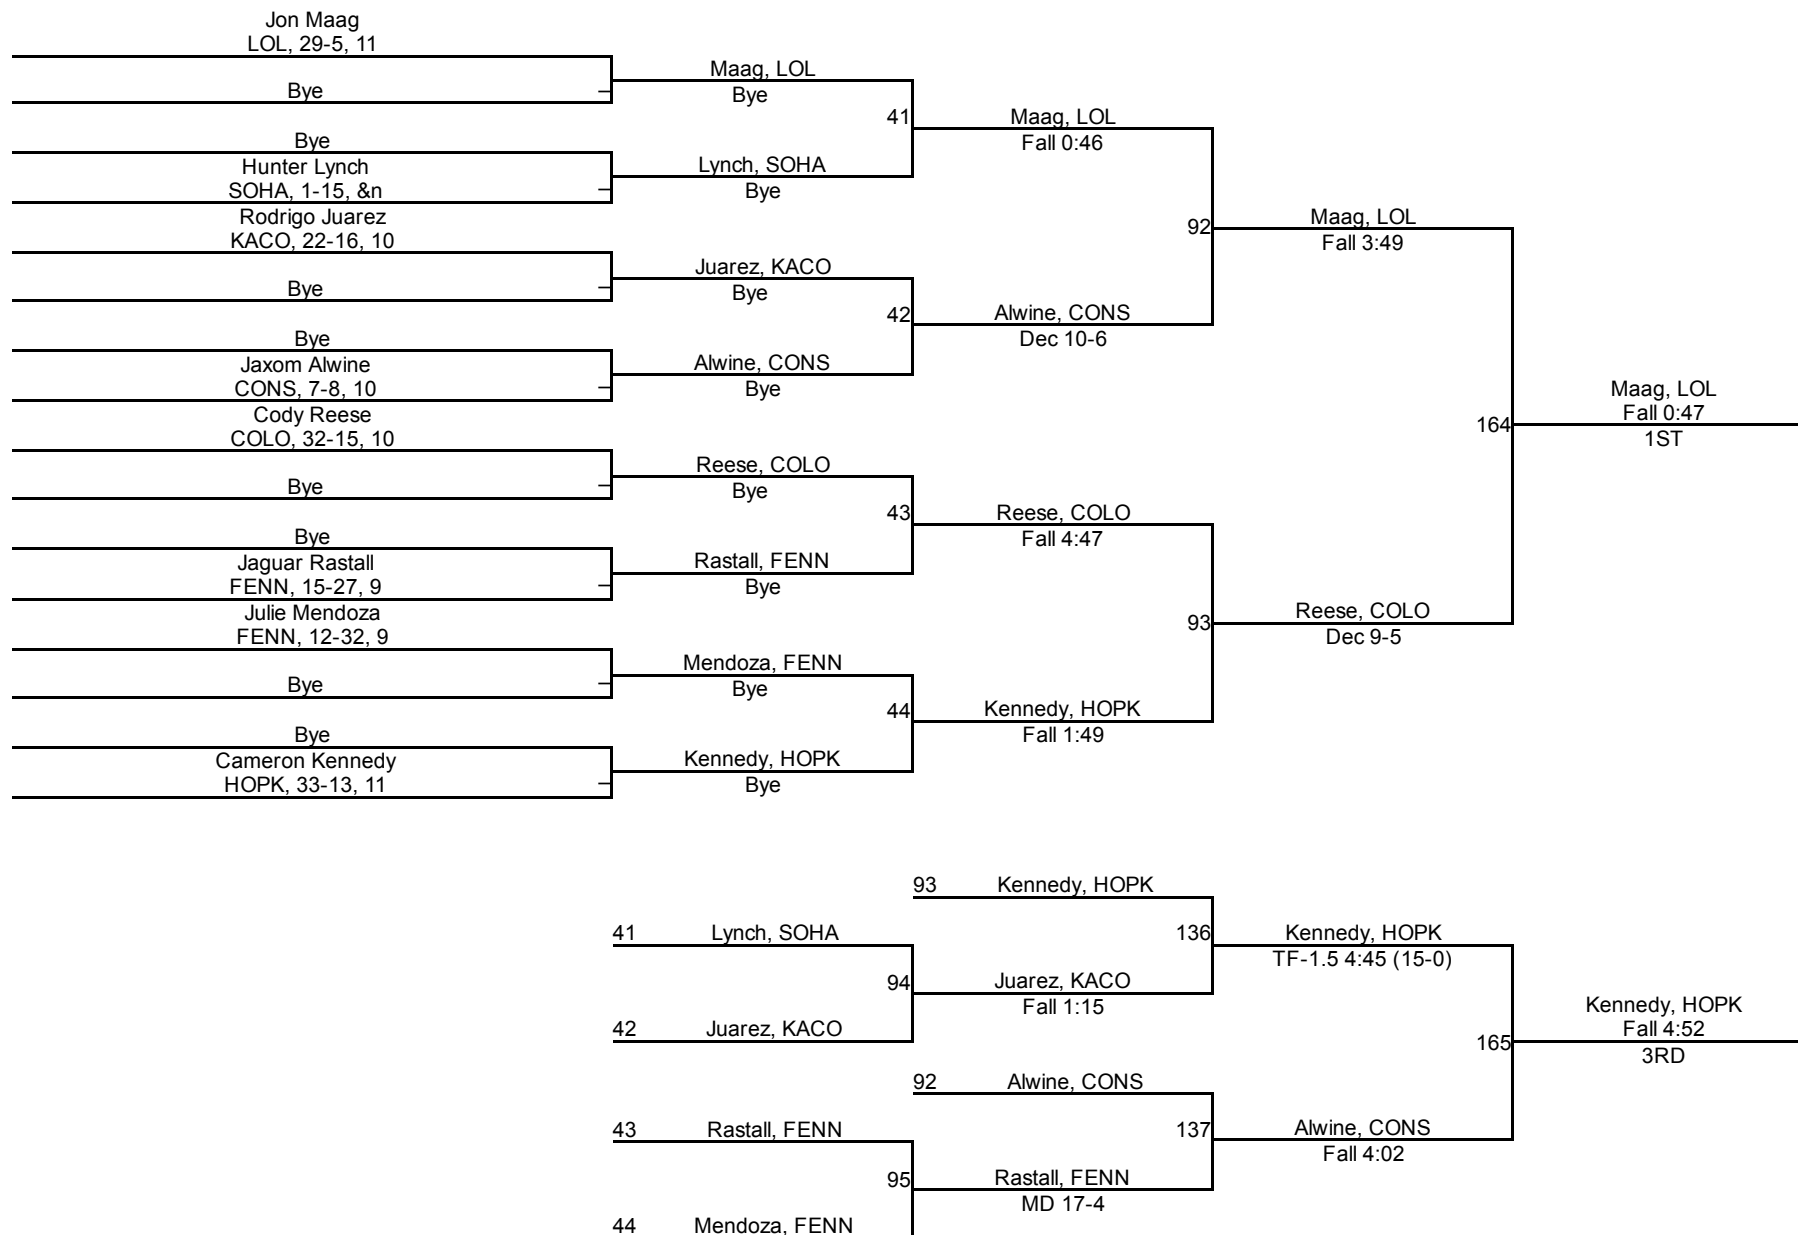 Jon Maag
LOL, 29-5, 11
Bye
Bye
Hunter Lynch
SOHA, 1-15, &n
Rodrigo Juarez
KACO, 22-16, 10
Bye
Bye
Jaxom Alwine
CONS, 7-8, 10
Cody Reese
COLO, 32-15, 10
Bye
Bye
Jaguar Rastall
FENN, 15-27, 9
Julie Mendoza
FENN, 12-32, 9
Bye
Bye
Cameron Kennedy
HOPK, 33-13, 11
Maag, LOL
Bye
41
Lynch, SOHA
Bye
Juarez, KACO
Bye
42
Alwine, CONS
Bye
Reese, COLO
Bye
43
Rastall, FENN
Bye
Mendoza, FENN
Bye
44
Kennedy, HOPK
Bye
Maag, LOL
Fall 0:46
92
Alwine, CONS
Dec 10-6
Reese, COLO
Fall 4:47
93
Kennedy, HOPK
Fall 1:49
Maag, LOL
Fall 3:49
164
Reese, COLO
Dec 9-5
Maag, LOL
Fall 0:47
1ST
93 Kennedy, HOPK
41 Lynch, SOHA
94
42 Juarez, KACO
Juarez, KACO
Fall 1:15
136
92 Alwine, CONS
43 Rastall, FENN
95
44 Mendoza, FENN
Rastall, FENN
MD 17-4
137
Kennedy, HOPK
TF-1.5 4:45 (15-0)
165
Alwine, CONS
Fall 4:02
Kennedy, HOPK
Fall 4:52
3RD